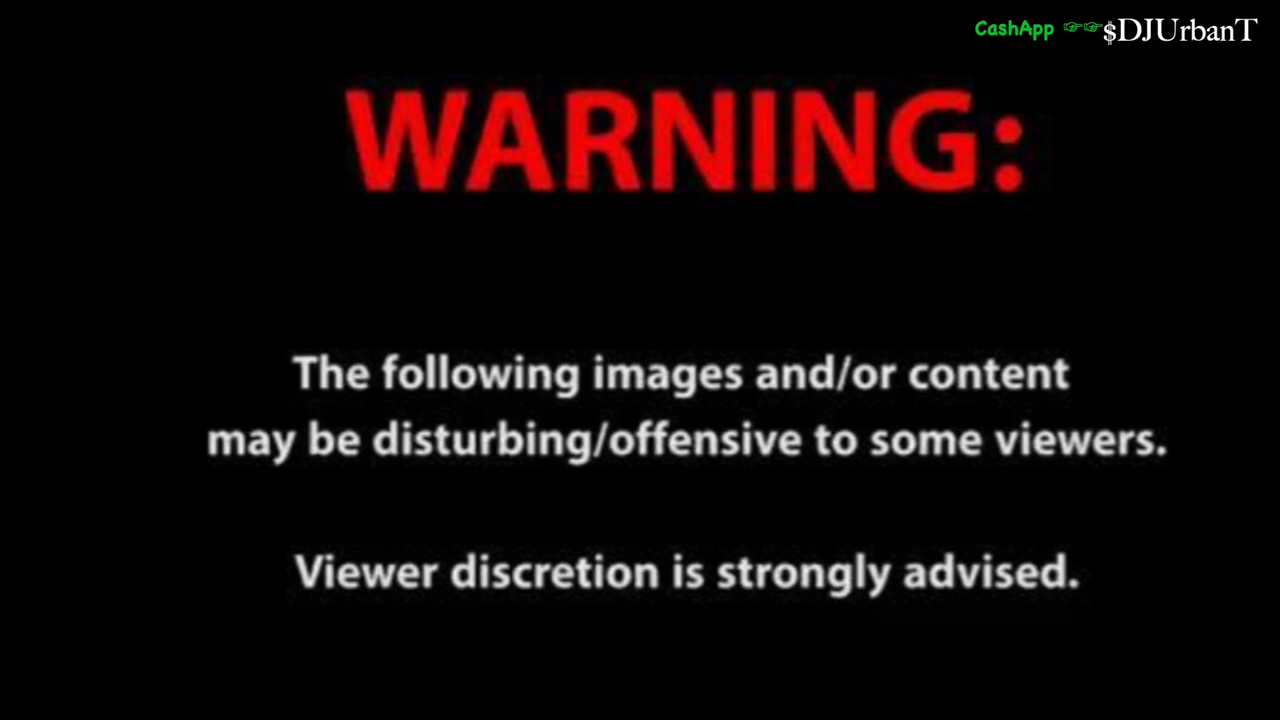 CashApp ☞☞$DJUrbanT
WARNING:
The following images and/or content
may be disturbing/offensive to some viewers.
Viewer discretion is strongly advised.